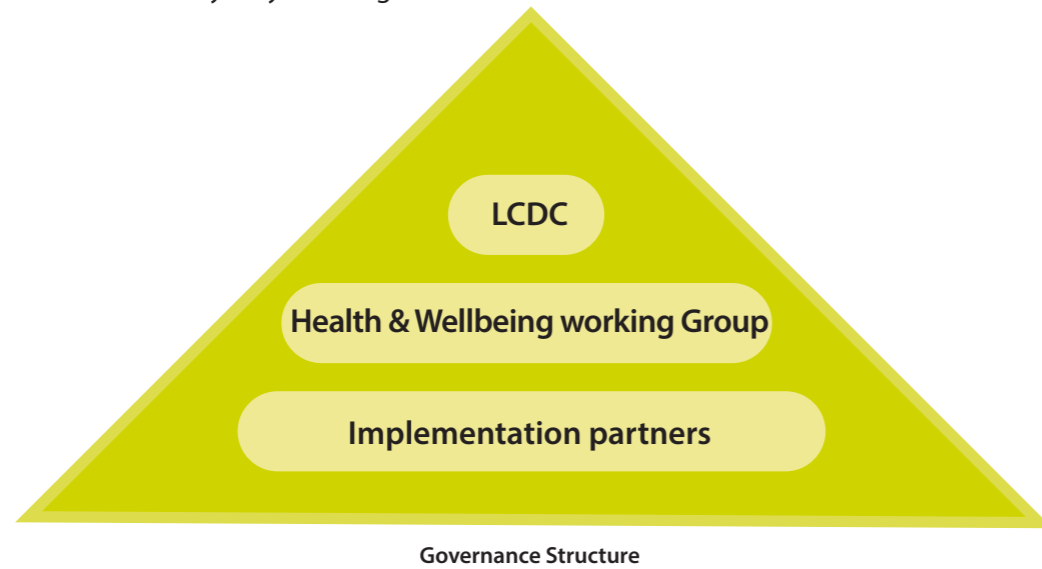 LCDC
Health & Wellbeing working Group
Implementation partners
Governance Structure